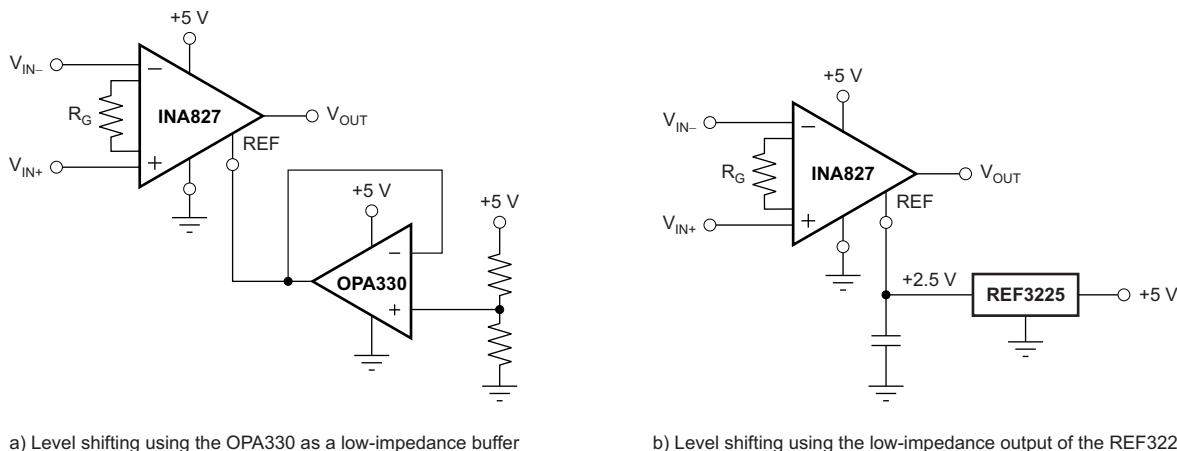 +5 V
V_IN–
R_G
V_IN+
−
+
INA827
V_OUT
REF
+5 V
+5 V
−
OPA330
+
+5 V
V_IN–
R_G
V_IN+
−
+
INA827
V_OUT
REF
+2.5 V
REF3225
+5 V
a) Level shifting using the OPA330 as a low-impedance buffer
b) Level shifting using the low-impedance output of the REF322